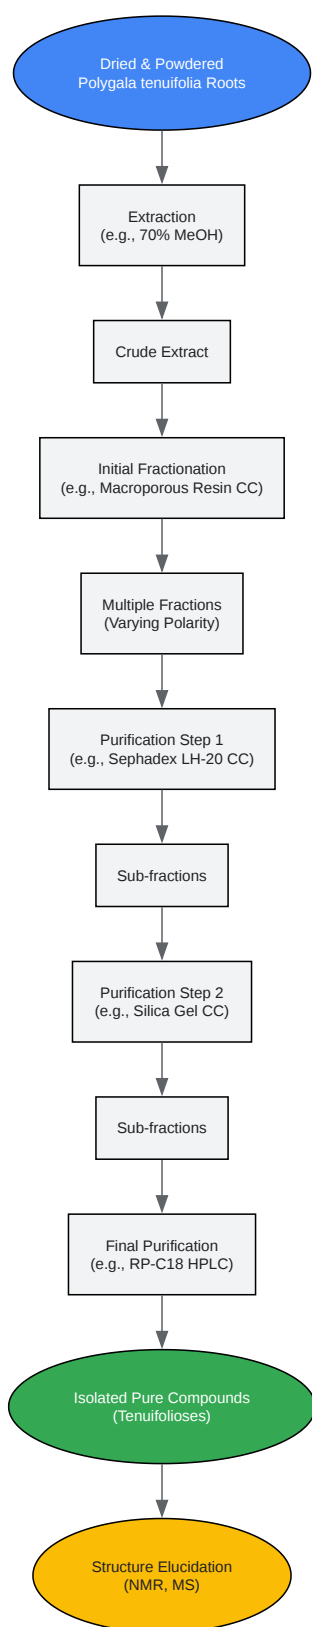 Dried & Powdered
Polygala tenuifolia Roots
Extraction
(e.g., 70% MeOH)
Crude Extract
Initial Fractionation
(e.g., Macroporous Resin CC)
Multiple Fractions
(Varying Polarity)
Purification Step 1
(e.g., Sephadex LH-20 CC)
Sub-fractions
Purification Step 2
(e.g., Silica Gel CC)
Sub-fractions
Final Purification
(e.g., RP-C18 HPLC)
Isolated Pure Compounds
(Tenuifolioses)
Structure Elucidation
(NMR, MS)